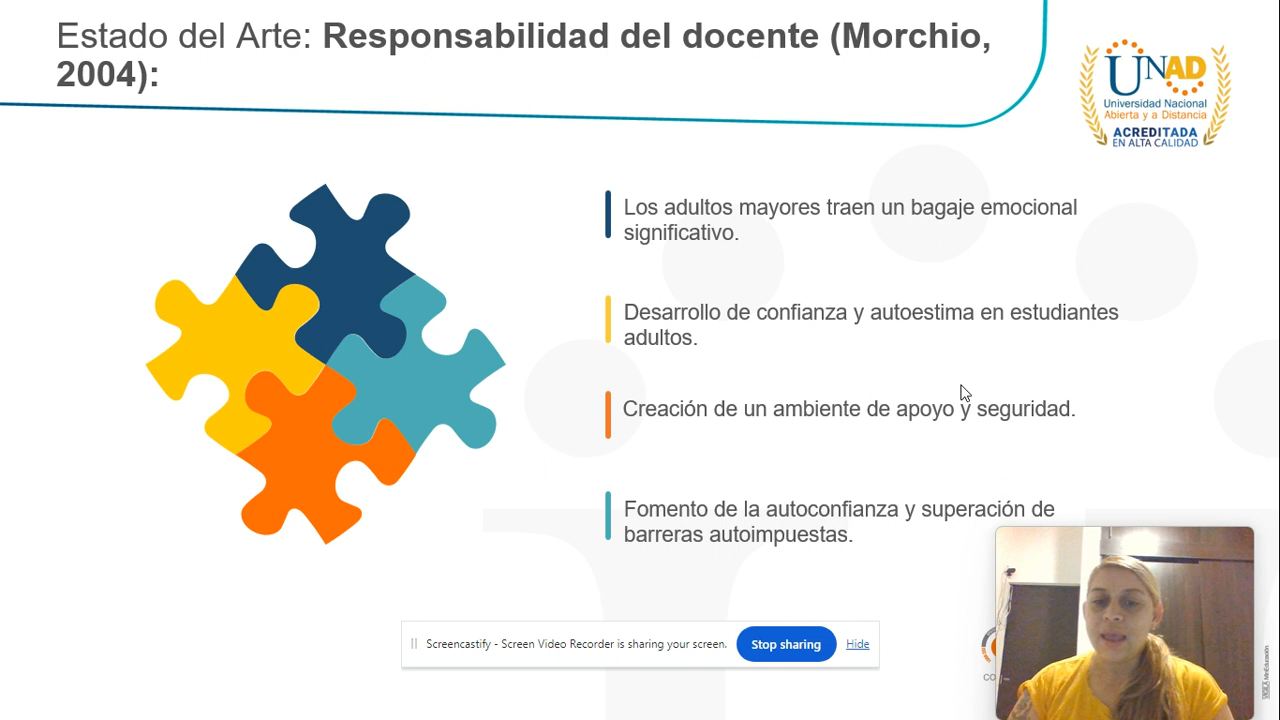 Estado del Arte: Responsabilidad del docente (Morchio,
2004):
UNAD
Universidad Nacional
Abierta y a Distancia
ACREDITADA
EN ALTA CALIDAD
Los adultos mayores traen un bagaje emocional
significativo.
Desarrollo de confianza y autoestima en estudiantes
adultos.
Creación de un ambiente de apoyo y seguridad.
Fomento de la autoconfianza y superación de
barreras autoimpuestas.
Screencastify - Screen Video Recorder is sharing your screen.
Stop sharing
Hide
VIGILADA MinEducación